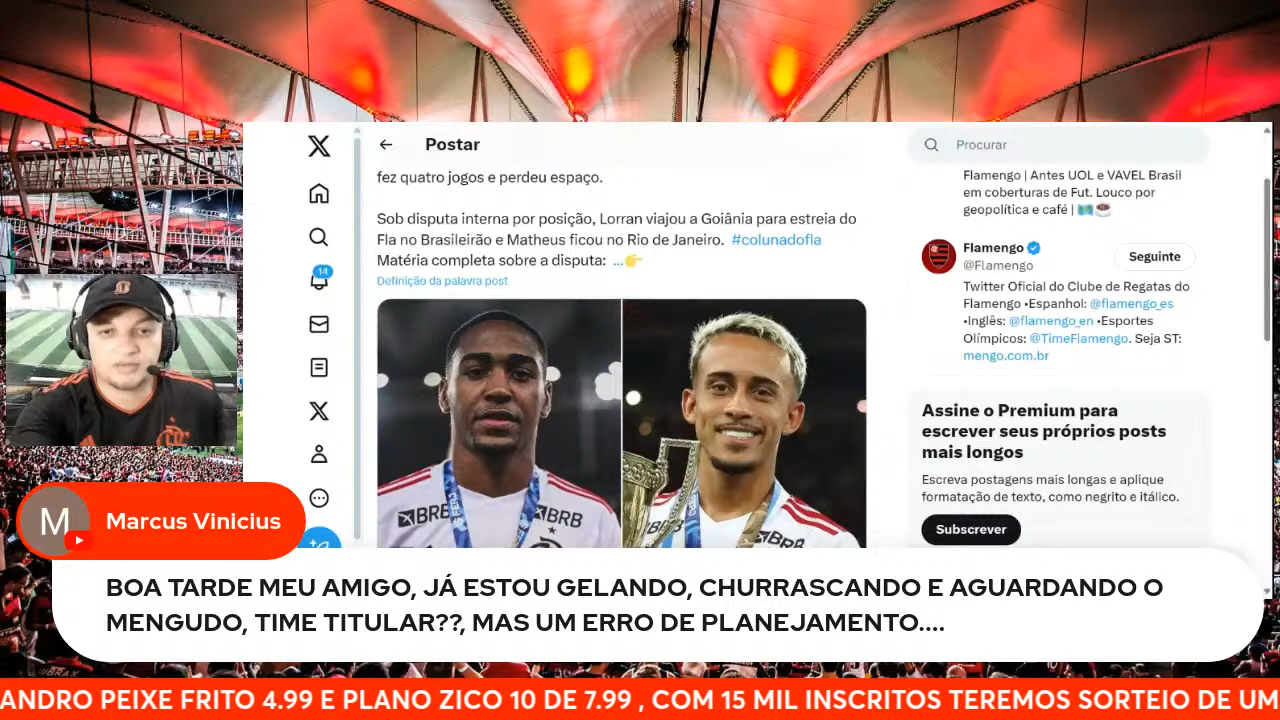 Postar
fez quatro jogos e perdeu espaço.
Sob disputa interna por posição, Lorran viajou a Goiânia para estreia do
Fla no Brasileirão e Matheus ficou no Rio de Janeiro. #colunadofla
Matéria completa sobre a disputa: ...👉
Definição da palavra post
14
BRB
BRB
Procurar
Flamengo | Antes UOL e VAVEL Brasil
em coberturas de Fut. Louco por
geopolítica e café | 🗺️☕
Flamengo
@Flamengo
Seguinte
Twitter Oficial do Clube de Regatas do
Flamengo •Espanhol: @flamengo_es
•Inglês: @flamengo_en •Esportes
Olímpicos: @TimeFlamengo. Seja ST:
mengo.com.br
Assine o Premium para
escrever seus próprios posts
mais longos
Escreva postagens mais longas e aplique
formatação de texto, como negrito e itálico.
Subscrever
M
Marcus Vinicius
BOA TARDE MEU AMIGO, JÁ ESTOU GELANDO, CHURRASCANDO E AGUARDANDO O
MENGUDO, TIME TITULAR??, MAS UM ERRO DE PLANEJAMENTO....
ANDRO PEIXE FRITO 4.99 E PLANO ZICO 10 DE 7.99 , COM 15 MIL INSCRITOS TEREMOS SORTEIO DE UM